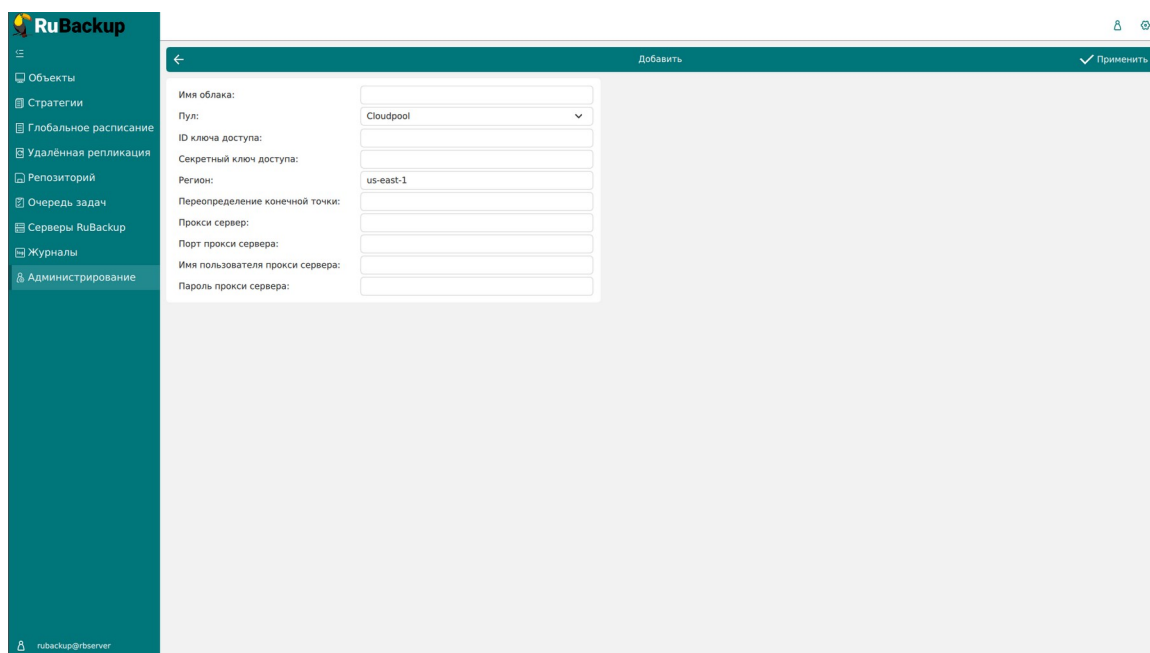 RuBackup
Объекты
Стратегии
Глобальное расписание
Удалённая репликация
Репозиторий
Очередь задач
Серверы RuBackup
Журналы
Администрирование
rubackup@rbserver
Добавить
Применить
Имя облака:
Пул: Cloudpool
ID ключа доступа:
Секретный ключ доступа:
Регион: us-east-1
Переопределение конечной точки:
Прокси сервер:
Порт прокси сервера:
Имя пользователя прокси сервера:
Пароль прокси сервера: